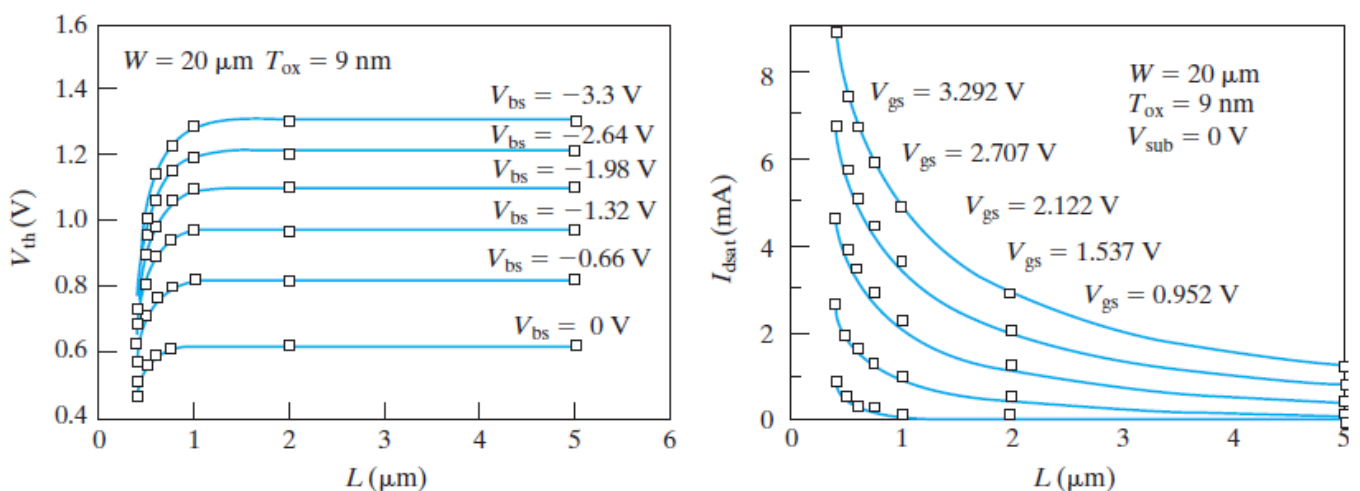 1.6
1.4
1.2
1.0
0.8
0.6
0.4
V_th (V)
W = 20 μm T_ox = 9 nm
V_bs = −3.3 V
V_bs = −2.64 V
V_bs = −1.98 V
V_bs = −1.32 V
V_bs = −0.66 V
V_bs = 0 V
0 1 2 3 4 5 6
L (μm)
8
6
4
2
0
I_dsat (mA)
W = 20 μm
T_ox = 9 nm
V_sub = 0 V
V_gs = 3.292 V
V_gs = 2.707 V
V_gs = 2.122 V
V_gs = 1.537 V
V_gs = 0.952 V
0 1 2 3 4 5
L (μm)